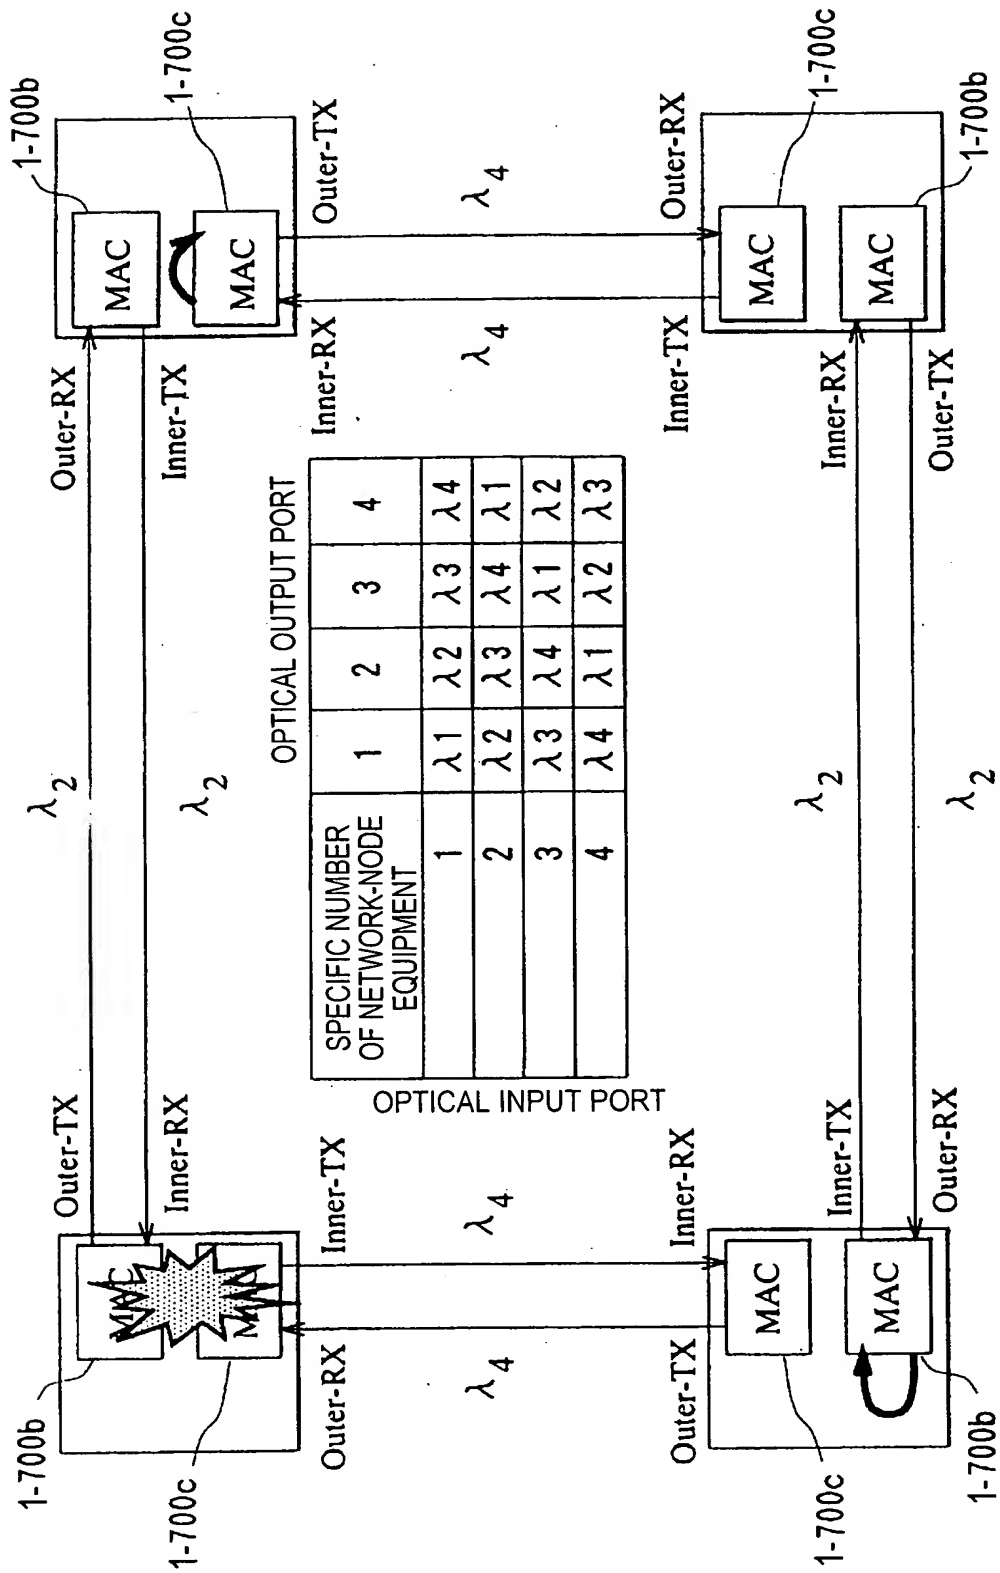 1-700b
1-700c
MAC
MAC
Outer-TX
Inner-RX
Outer-RX
Inner-TX
λ4
λ4
Outer-TX
Inner-RX
MAC
MAC
Inner-TX
Outer-RX
1-700c
1-700b
λ2
λ2
λ2
λ2
Outer-RX
Inner-TX
MAC
MAC
1-700b
1-700c
Inner-RX
Outer-TX
λ4
λ4
Inner-TX
Outer-RX
MAC
MAC
1-700c
1-700b
Inner-RX
Outer-TX
OPTICAL OUTPUT PORT
OPTICAL INPUT PORT
SPECIFIC NUMBER OF NETWORK-NODE EQUIPMENT 1 2 3 4
1 λ1 λ2 λ3 λ4
2 λ2 λ3 λ4 λ1
3 λ3 λ4 λ1 λ2
4 λ4 λ1 λ2 λ3